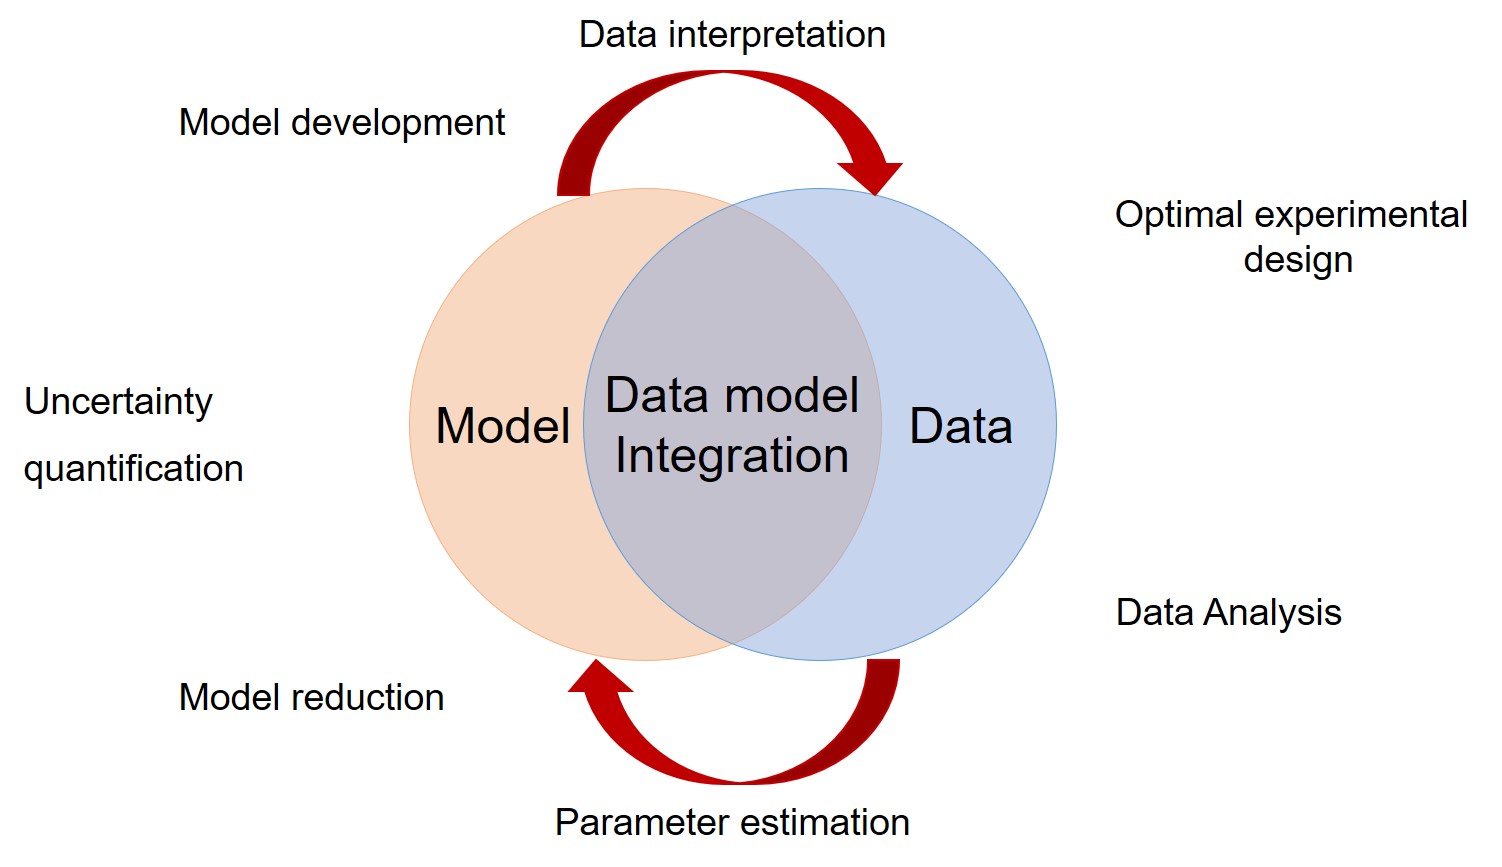 Data interpretation
Model development
Optimal experimental
design
Uncertainty
quantification
Model
Data model
Integration
Data
Data Analysis
Model reduction
Parameter estimation